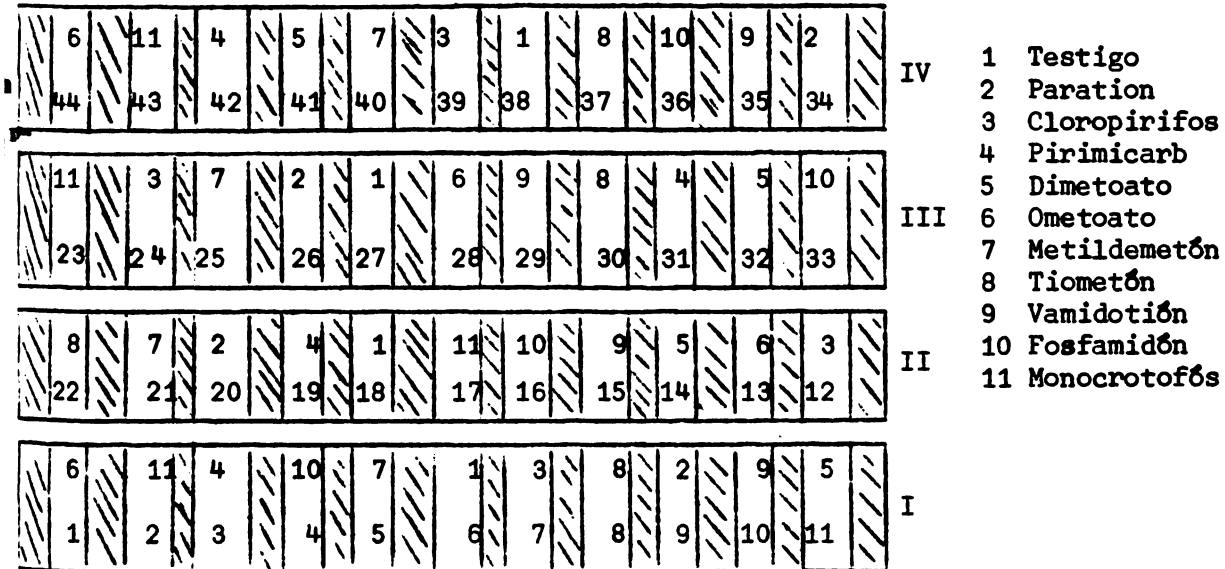 6 11 4 5 7 3 1 8 10 9 2
44 43 42 41 40 39 38 37 36 35 34
IV
11 3 7 2 1 6 9 8 4 5 10
23 24 25 26 27 28 29 30 31 32 33
III
8 7 2 4 1 11 10 9 5 6 3
22 21 20 19 18 17 16 15 14 13 12
II
6 11 4 10 7 1 3 8 2 9 5
1 2 3 4 5 6 7 8 9 10 11
I
1 Testigo
2 Paration
3 Cloropirifos
4 Pirimicarb
5 Dimetoato
6 Ometoato
7 Metildemetón
8 Tiometón
9 Vamidotión
10 Fosfamidón
11 Monocrotofós